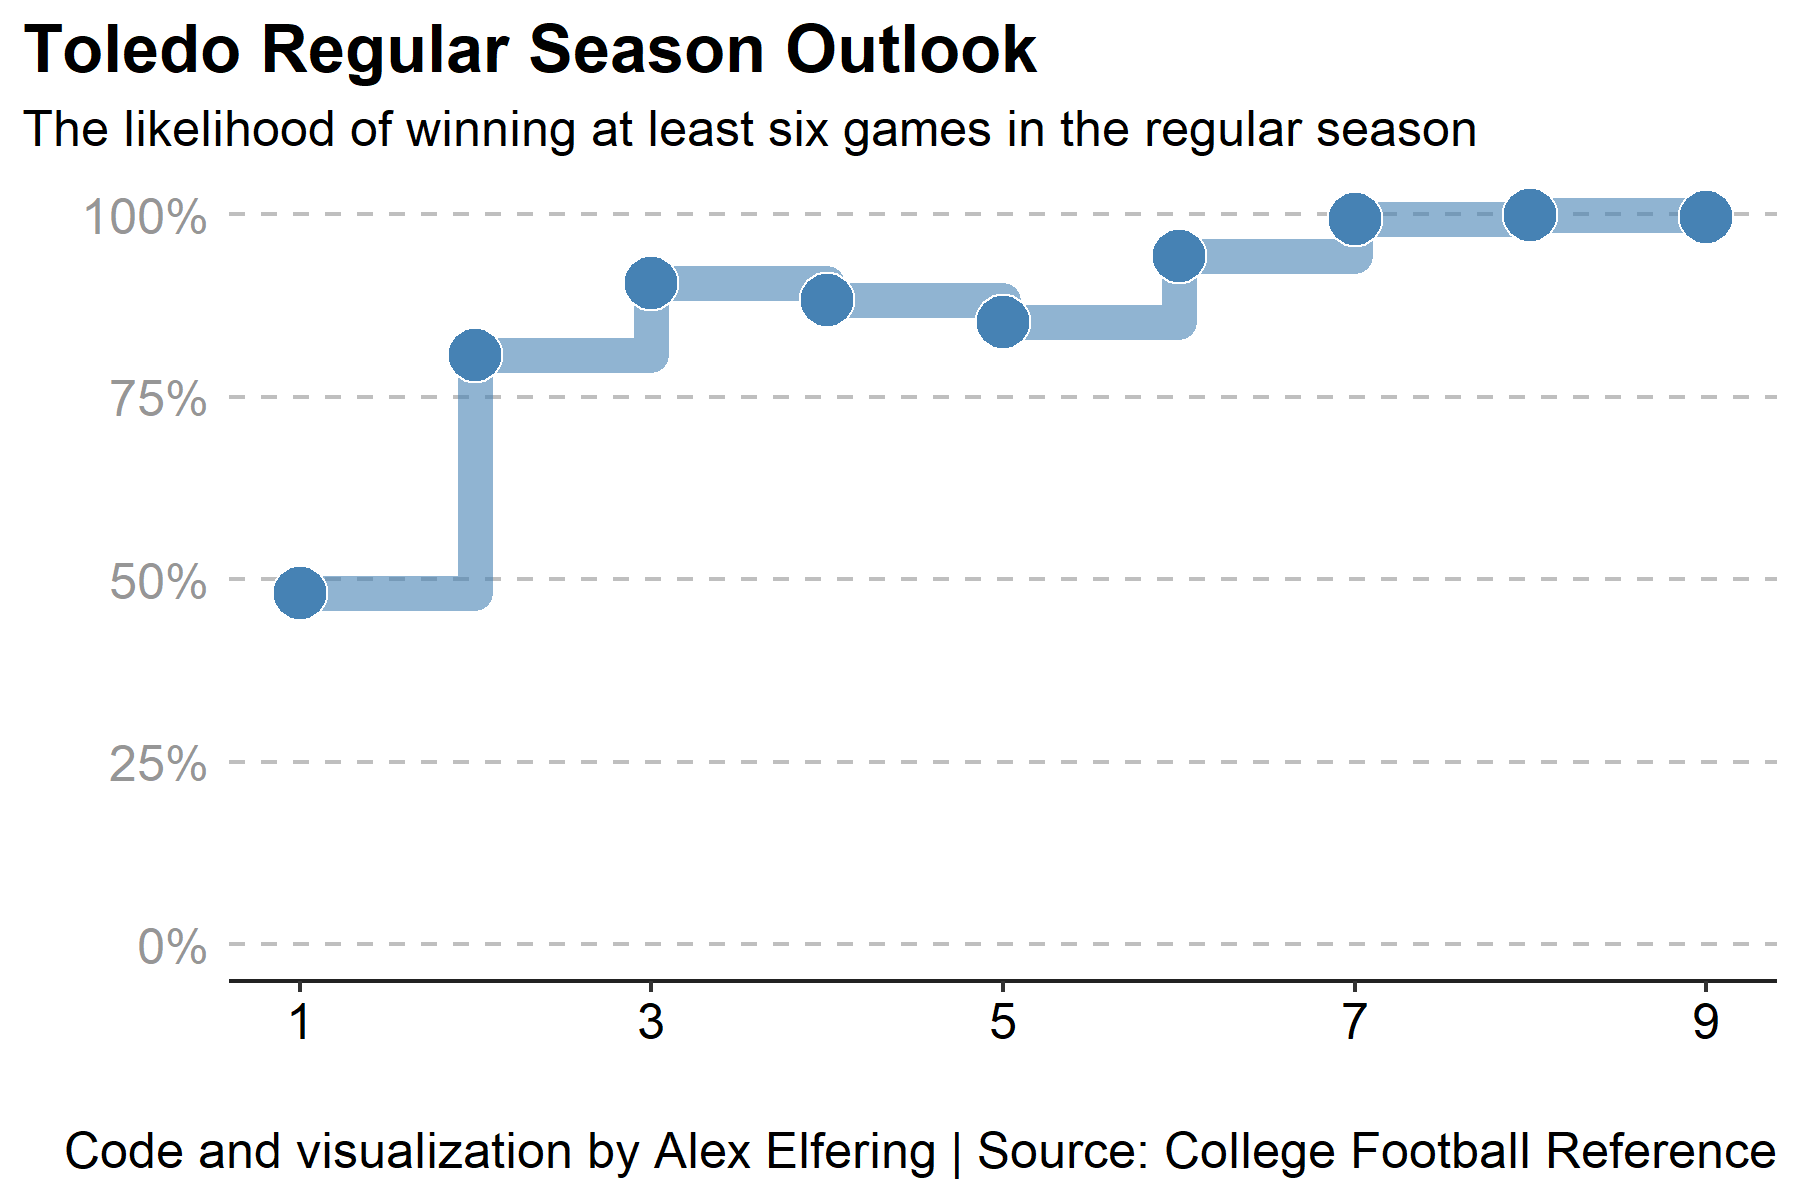 Toledo Regular Season Outlook
The likelihood of winning at least six games in the regular season
100%
75%
50%
25%
0%
1 3 5 7 9
Code and visualization by Alex Elfering | Source: College Football Reference